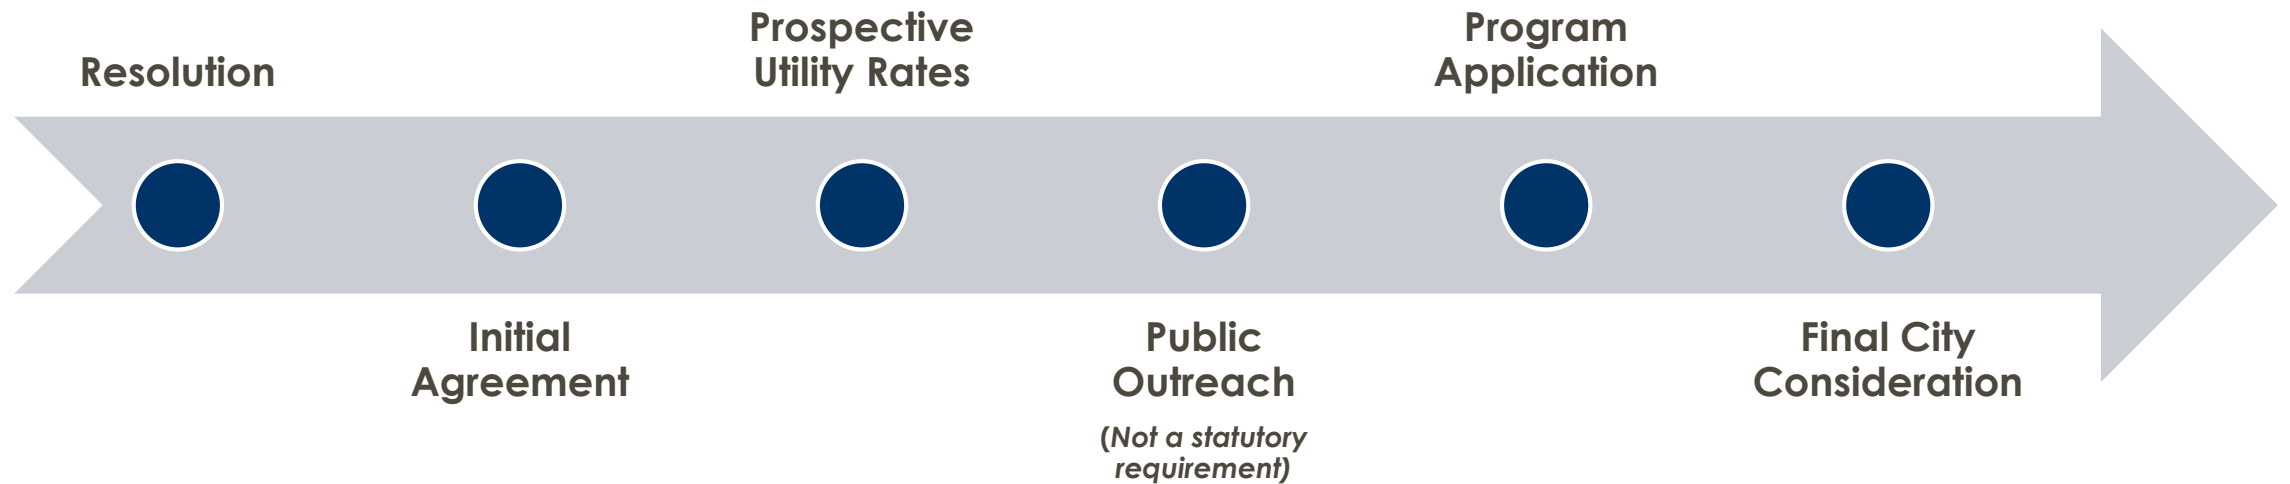 Resolution
Initial
Agreement
Prospective
Utility Rates
Public
Outreach
(Not a statutory
requirement)
Program
Application
Final City
Consideration